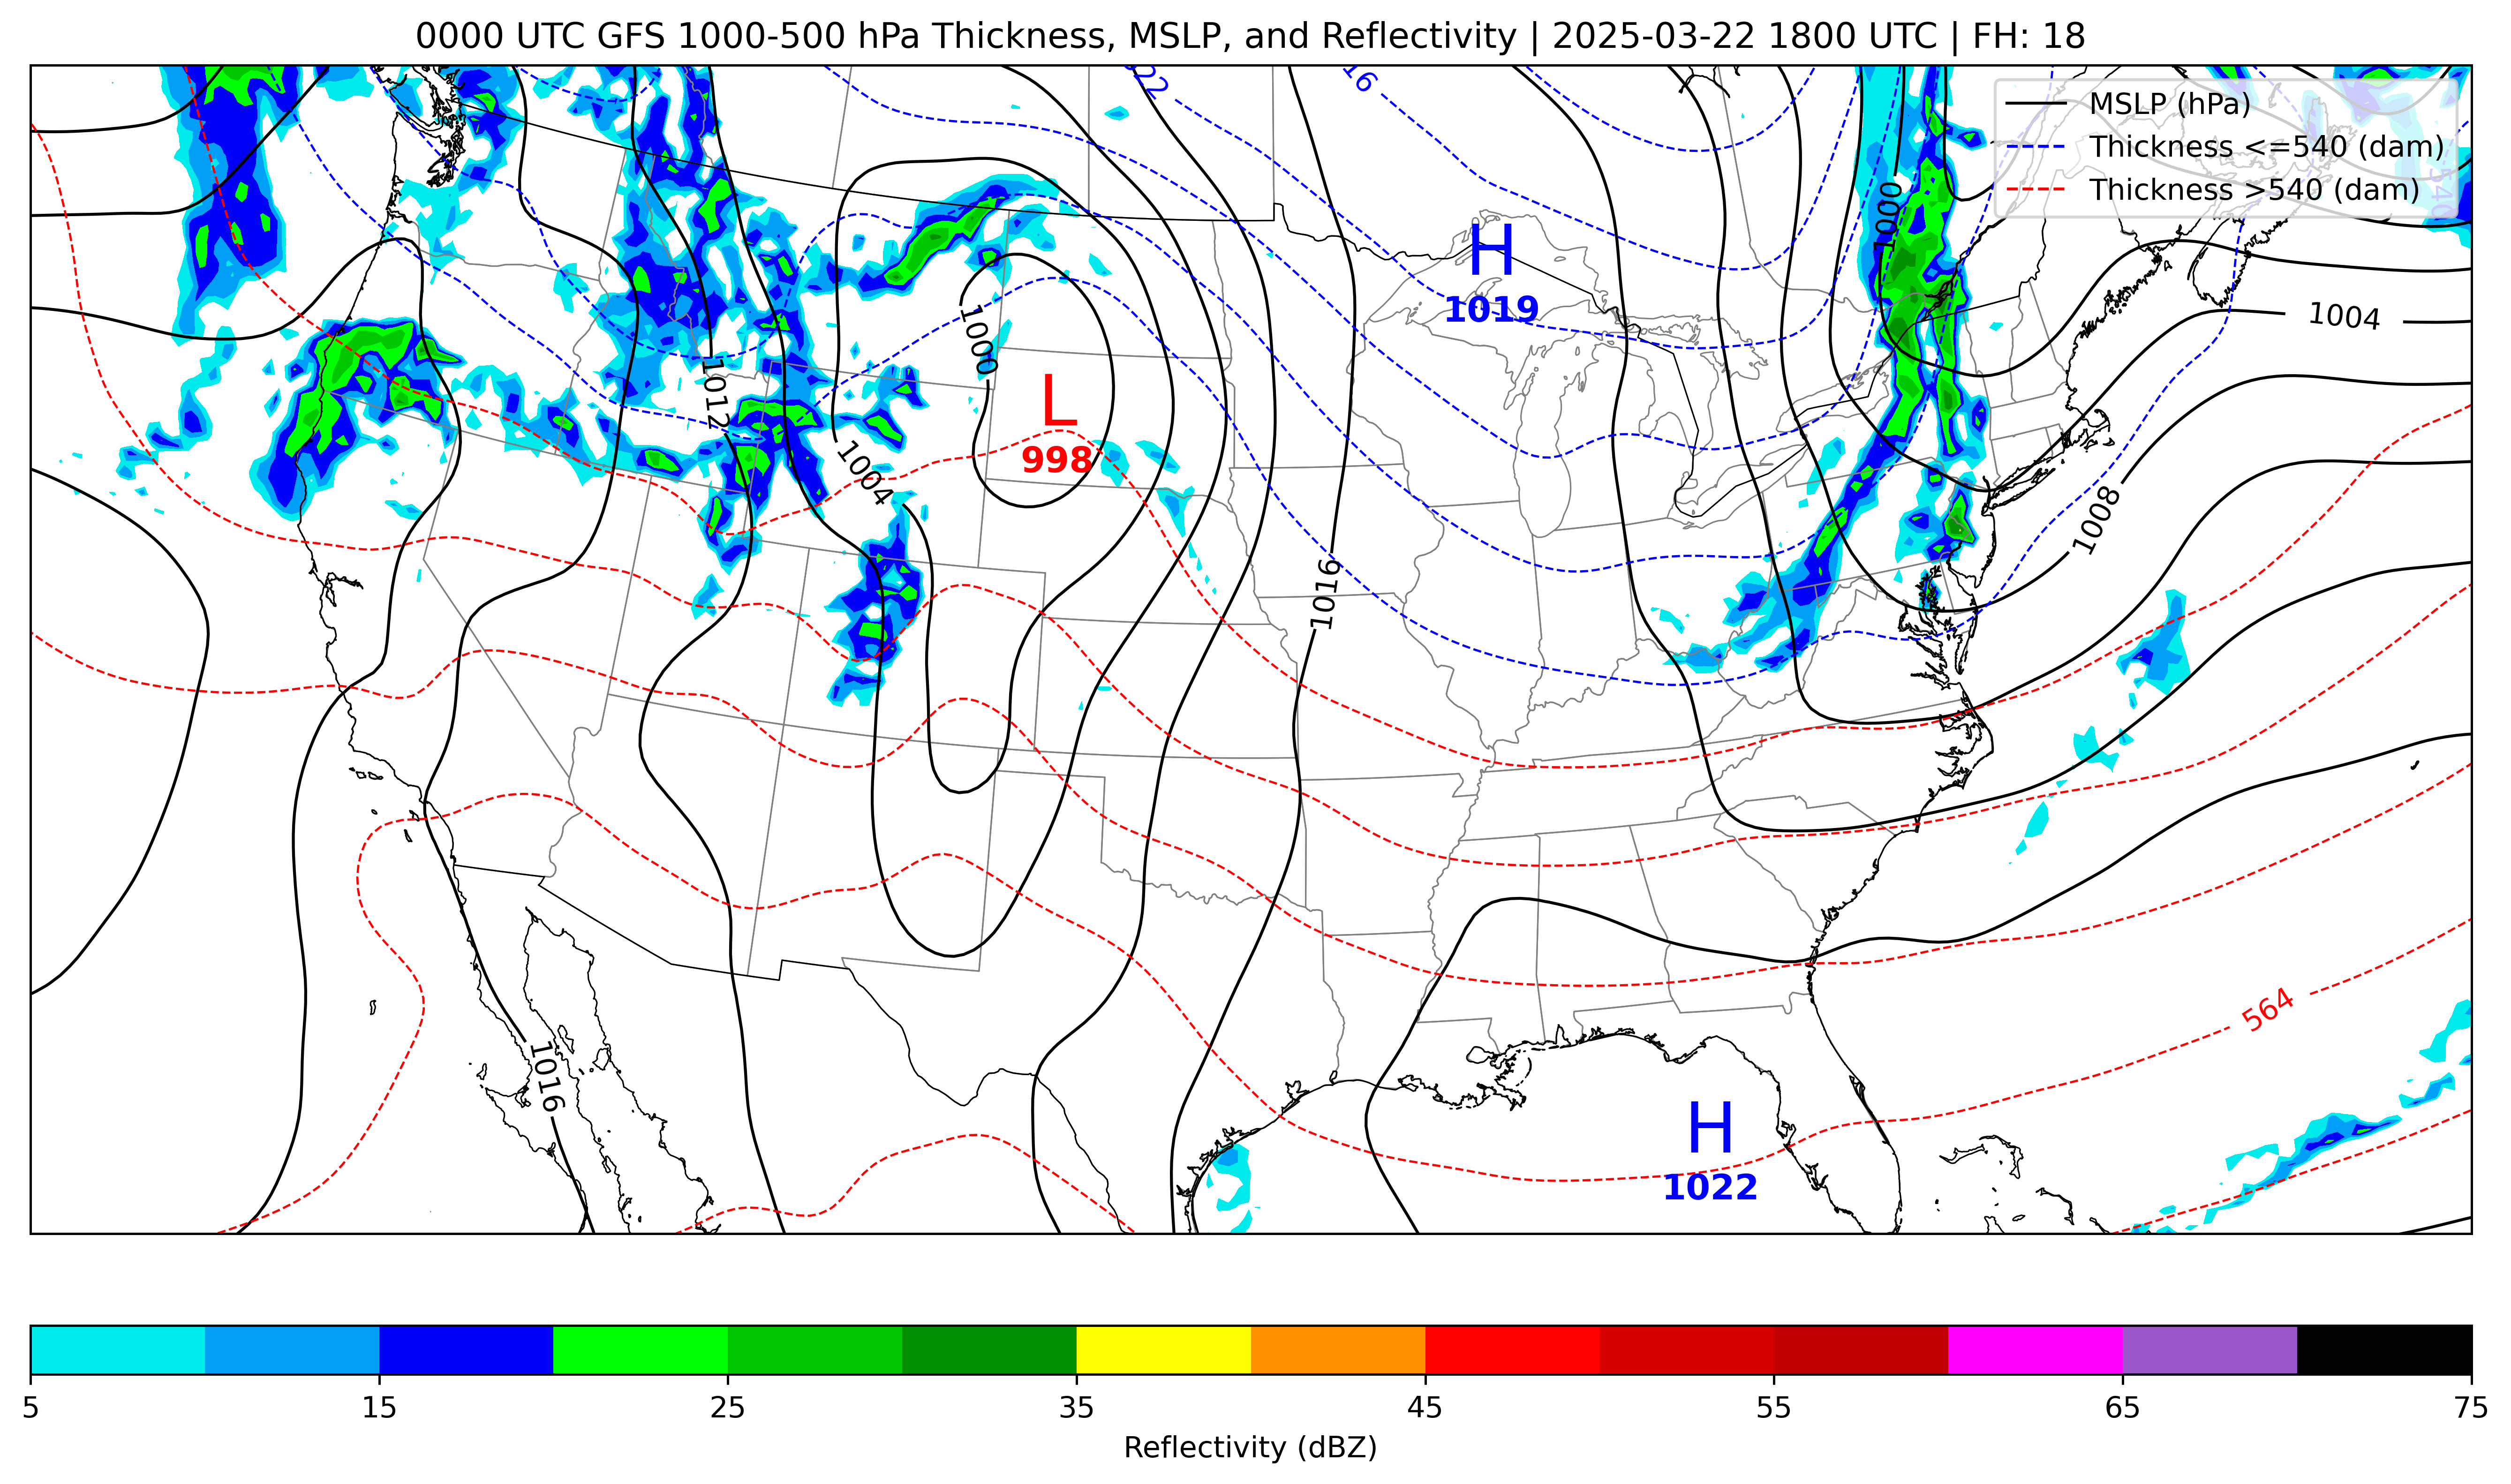 0000 UTC GFS 1000-500 hPa Thickness, MSLP, and Reflectivity | 2025-03-22 1800 UTC | FH: 18
MSLP (hPa)
Thickness <=540 (dam)
Thickness >540 (dam)
16
1000
H
1019
1004
1000
L
998
1012
1004
1008
1016
564
1016
H
1022
5 15 25 35 45 55 65 75
Reflectivity (dBZ)